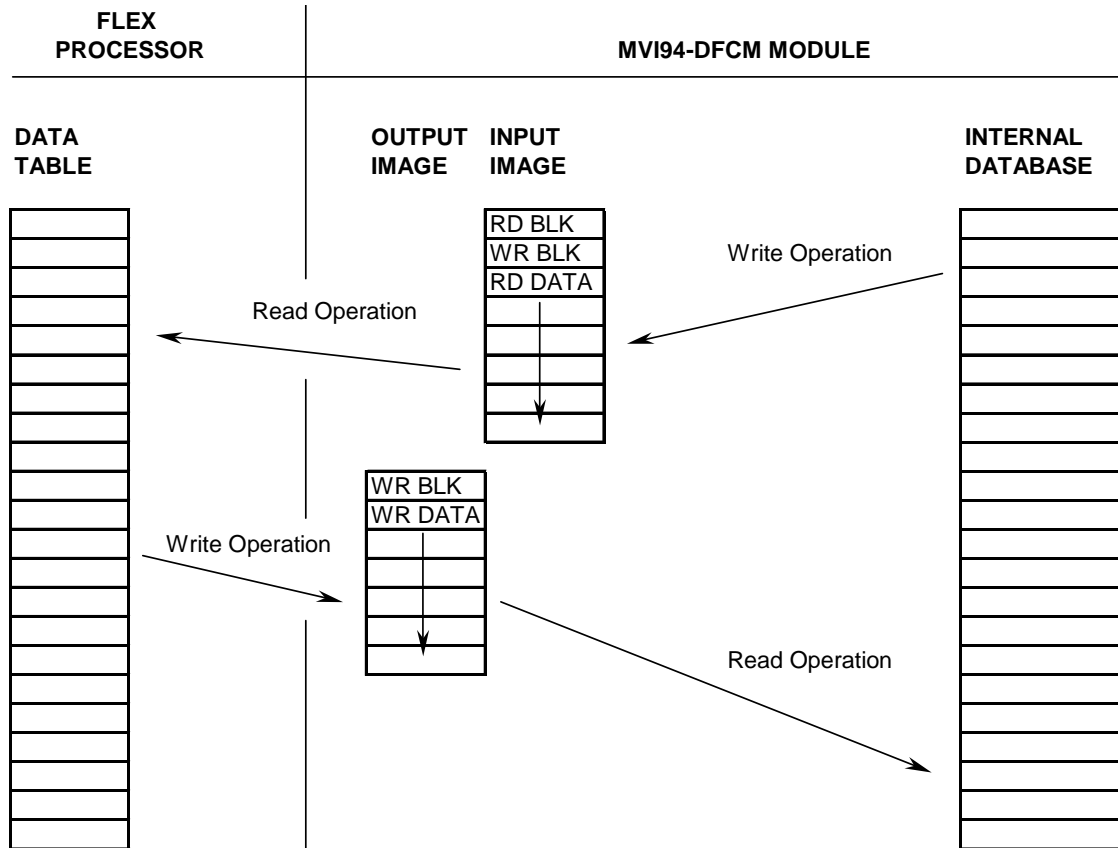 FLEX
PROCESSOR
MVI94-DFCM MODULE
DATA
TABLE
OUTPUT
IMAGE
INPUT
IMAGE
INTERNAL
DATABASE
RD BLK
WR BLK
RD DATA
Write Operation
Read Operation
WR BLK
WR DATA
Write Operation
Read Operation